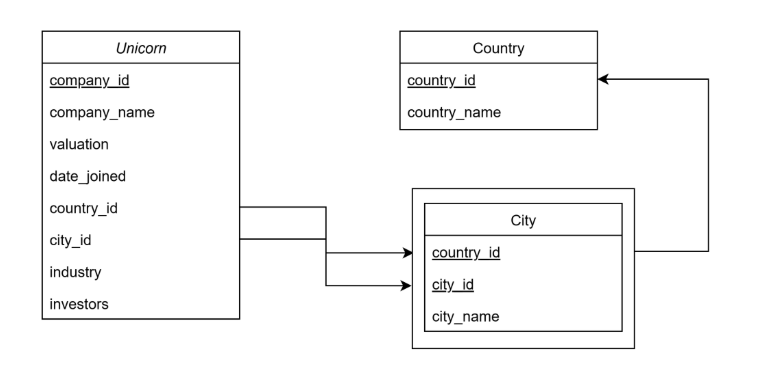 Unicorn
company_id
company_name
valuation
date_joined
country_id
city_id
industry
investors
Country
country_id
country_name
City
country_id
city_id
city_name